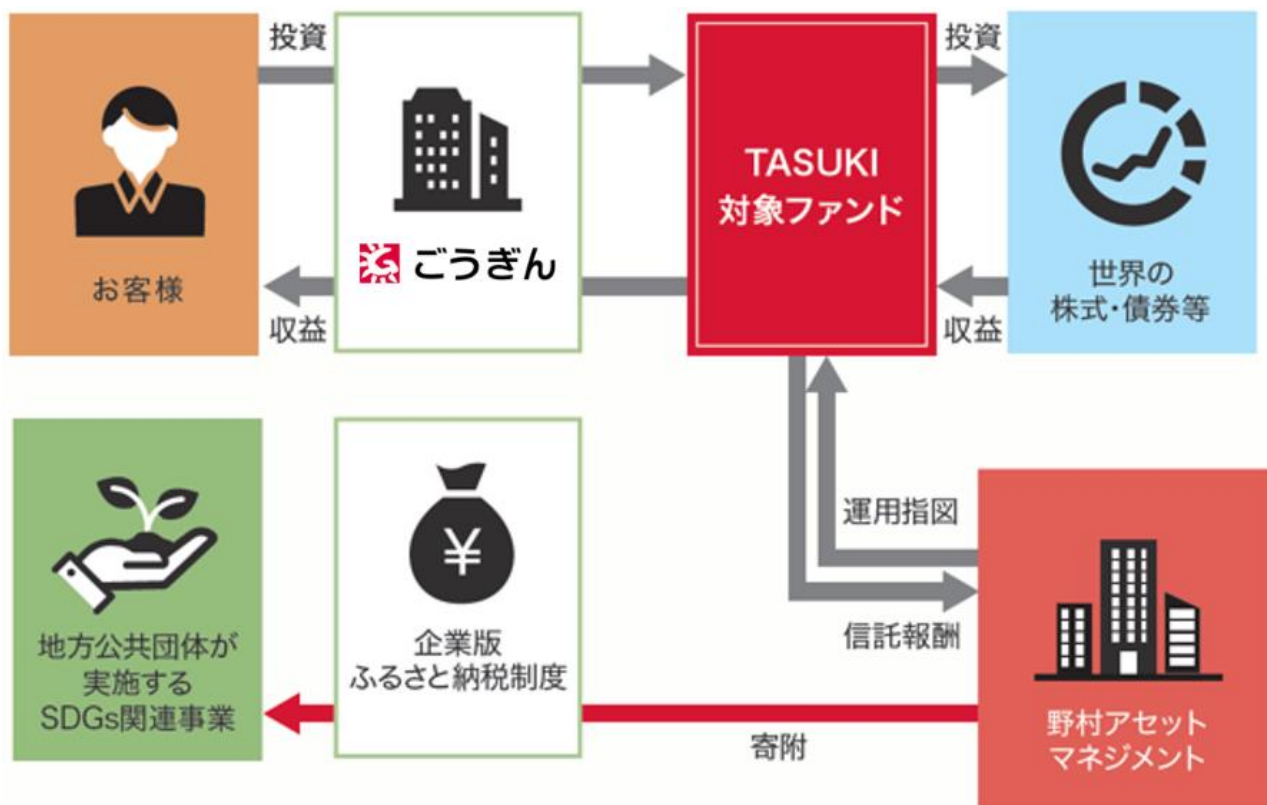 投資
投資
お客様
ごうぎん
TASUKI
対象ファンド
世界の
株式・債券等
収益
収益
運用指図
信託報酬
地方公共団体が
実施する
SDGs関連事業
¥
企業版
ふるさと納税制度
寄附
野村アセット
マネジメント